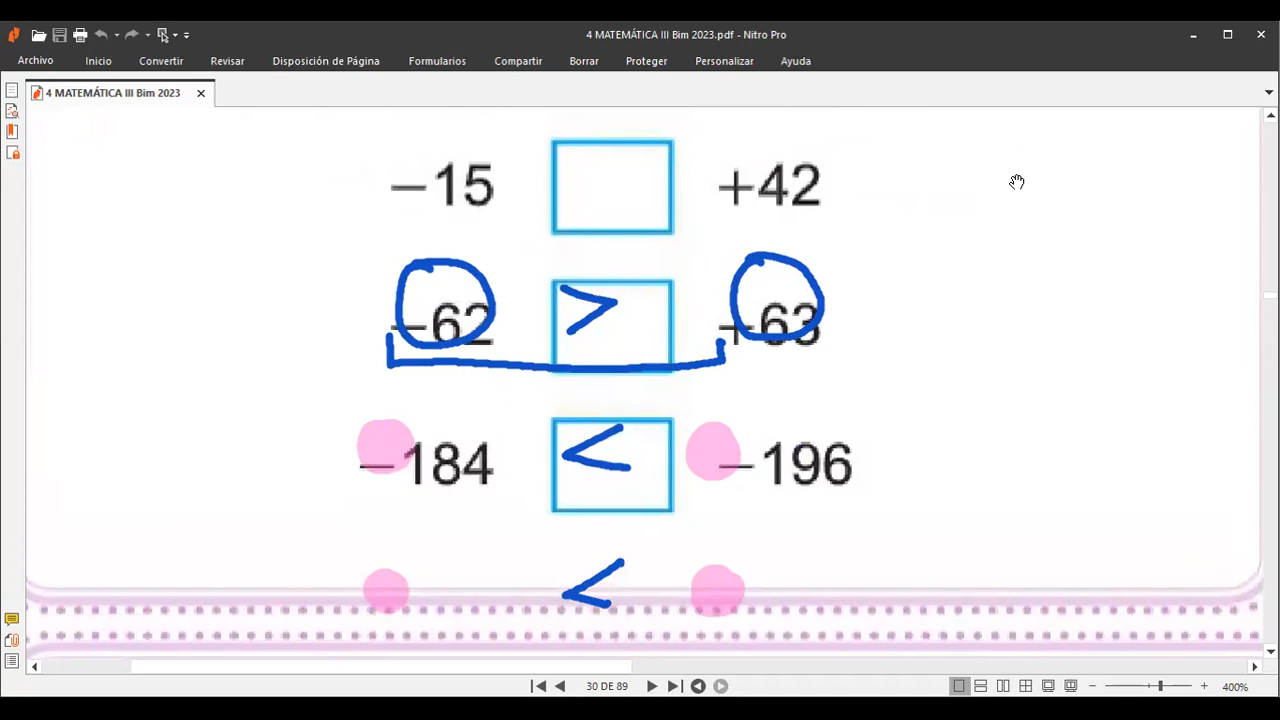 4 MATEMÁTICA III Bim 2023.pdf - Nitro Pro
Archivo Inicio Convertir Revisar Disposición de Página Formularios Compartir Borrar Proteger Personalizar Ayuda
4 MATEMÁTICA III Bim 2023
−15 +42
−62 > +63
−184 < −196
<
30 DE 89 400%